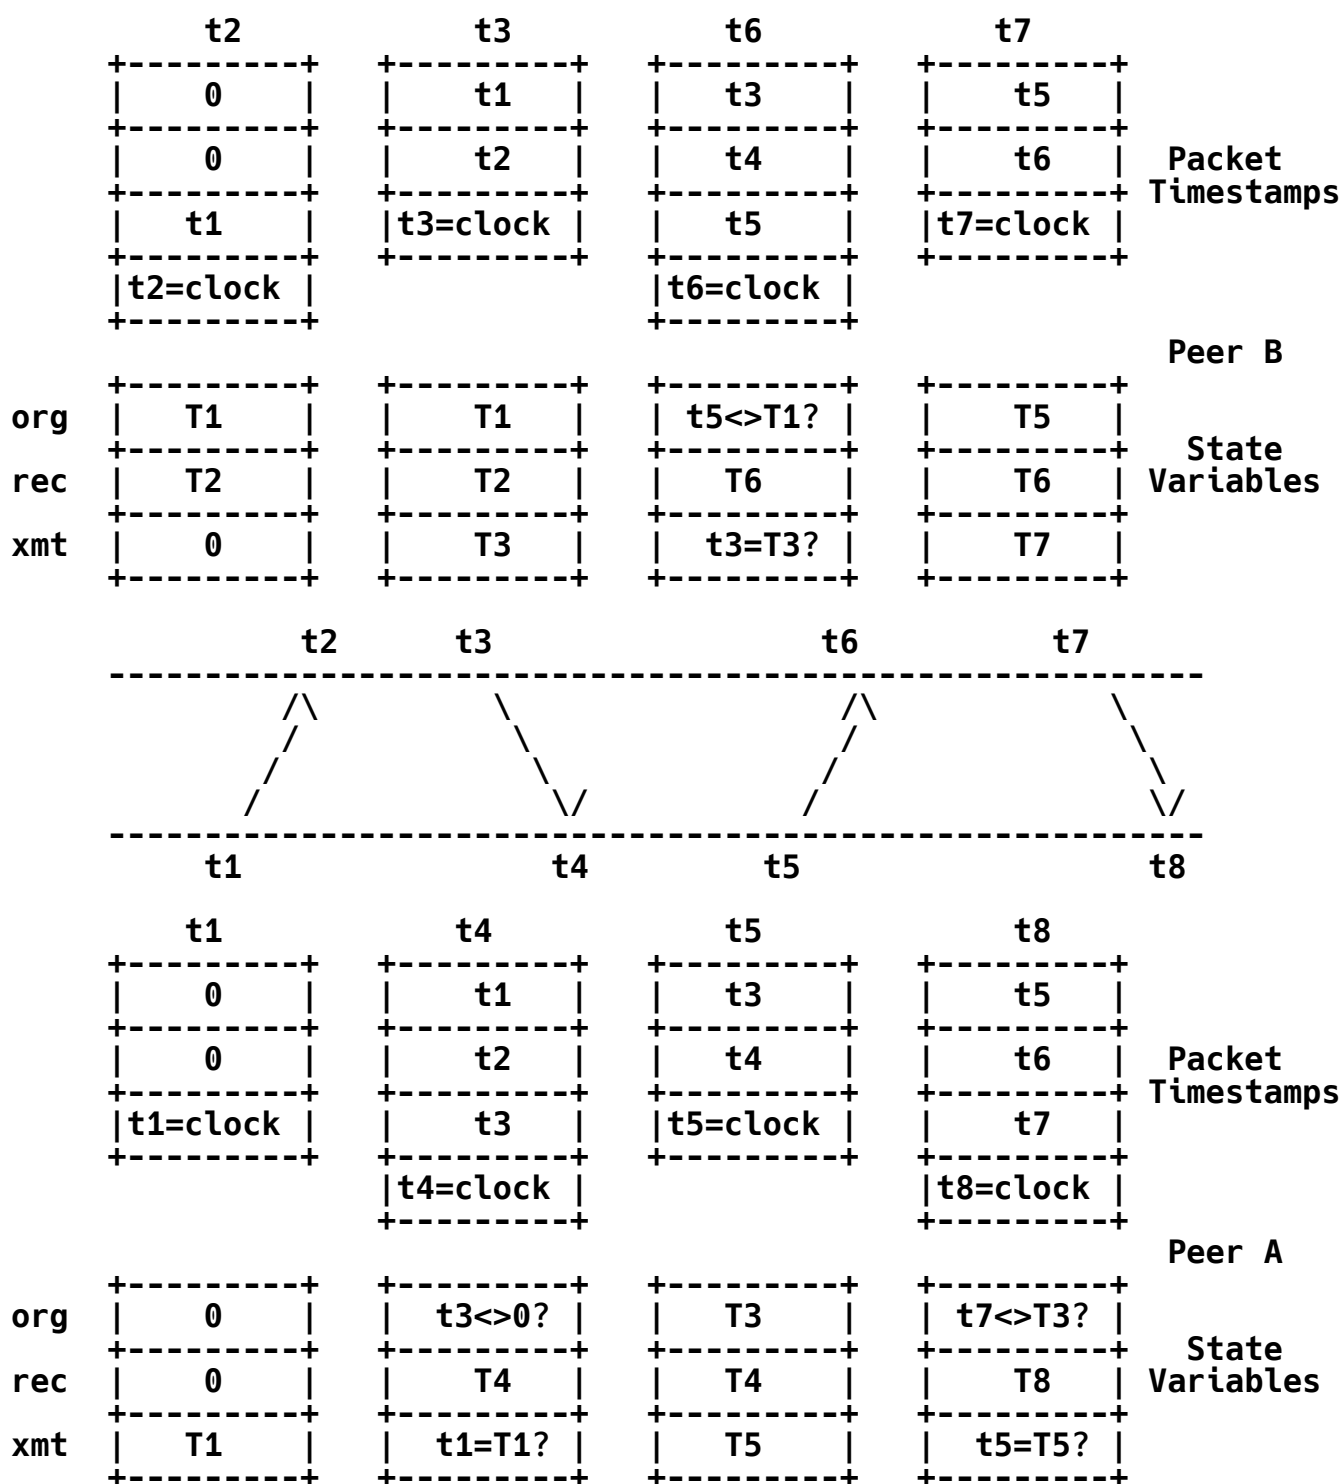 t2 t3 t6 t7
+---------+ +---------+ +---------+ +---------+
| 0 | | t1 | | t3 | | t5 |
+---------+ +---------+ +---------+ +---------+
| 0 | | t2 | | t4 | | t6 | Packet
+---------+ +---------+ +---------+ +---------+ Timestamps
| t1 | |t3=clock | | t5 | |t7=clock |
+---------+ +---------+ +---------+ +---------+
|t2=clock | |t6=clock |
+---------+ +---------+
Peer B
+---------+ +---------+ +---------+ +---------+
org | T1 | | T1 | | t5<>T1? | | T5 |
+---------+ +---------+ +---------+ +---------+ State
rec | T2 | | T2 | | T6 | | T6 | Variables
+---------+ +---------+ +---------+ +---------+
xmt | 0 | | T3 | | t3=T3? | | T7 |
+---------+ +---------+ +---------+ +---------+
t2 t3 t6 t7
---------------------------------------------------------
/\ \ /\ \
/ \ / \
/ \ / \
/ \/ / \/
---------------------------------------------------------
t1 t4 t5 t8
t1 t4 t5 t8
+---------+ +---------+ +---------+ +---------+
| 0 | | t1 | | t3 | | t5 |
+---------+ +---------+ +---------+ +---------+
| 0 | | t2 | | t4 | | t6 | Packet
+---------+ +---------+ +---------+ +---------+ Timestamps
|t1=clock | | t3 | |t5=clock | | t7 |
+---------+ +---------+ +---------+ +---------+
|t4=clock | |t8=clock |
+---------+ +---------+
Peer A
+---------+ +---------+ +---------+ +---------+
org | 0 | | t3<>0? | | T3 | | t7<>T3? |
+---------+ +---------+ +---------+ +---------+ State
rec | 0 | | T4 | | T4 | | T8 | Variables
+---------+ +---------+ +---------+ +---------+
xmt | T1 | | t1=T1? | | T5 | | t5=T5? |
+---------+ +---------+ +---------+ +---------+